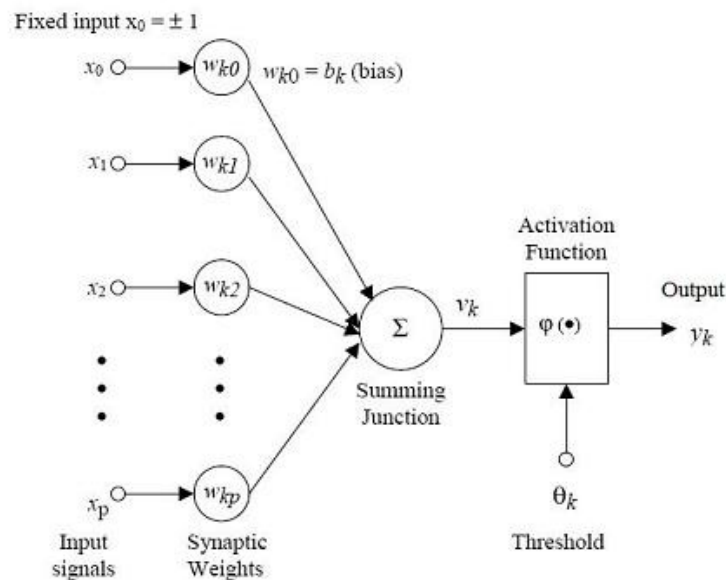 Fixed input x₀ = ± 1
x₀
wₖ₀
wₖ₀ = bₖ (bias)
x₁
wₖ₁
x₂
wₖ₂
xₚ
wₖₚ
Input
signals
Synaptic
Weights
Σ
Summing
Junction
vₖ
Activation
Function
φ (•)
Output
yₖ
θₖ
Threshold